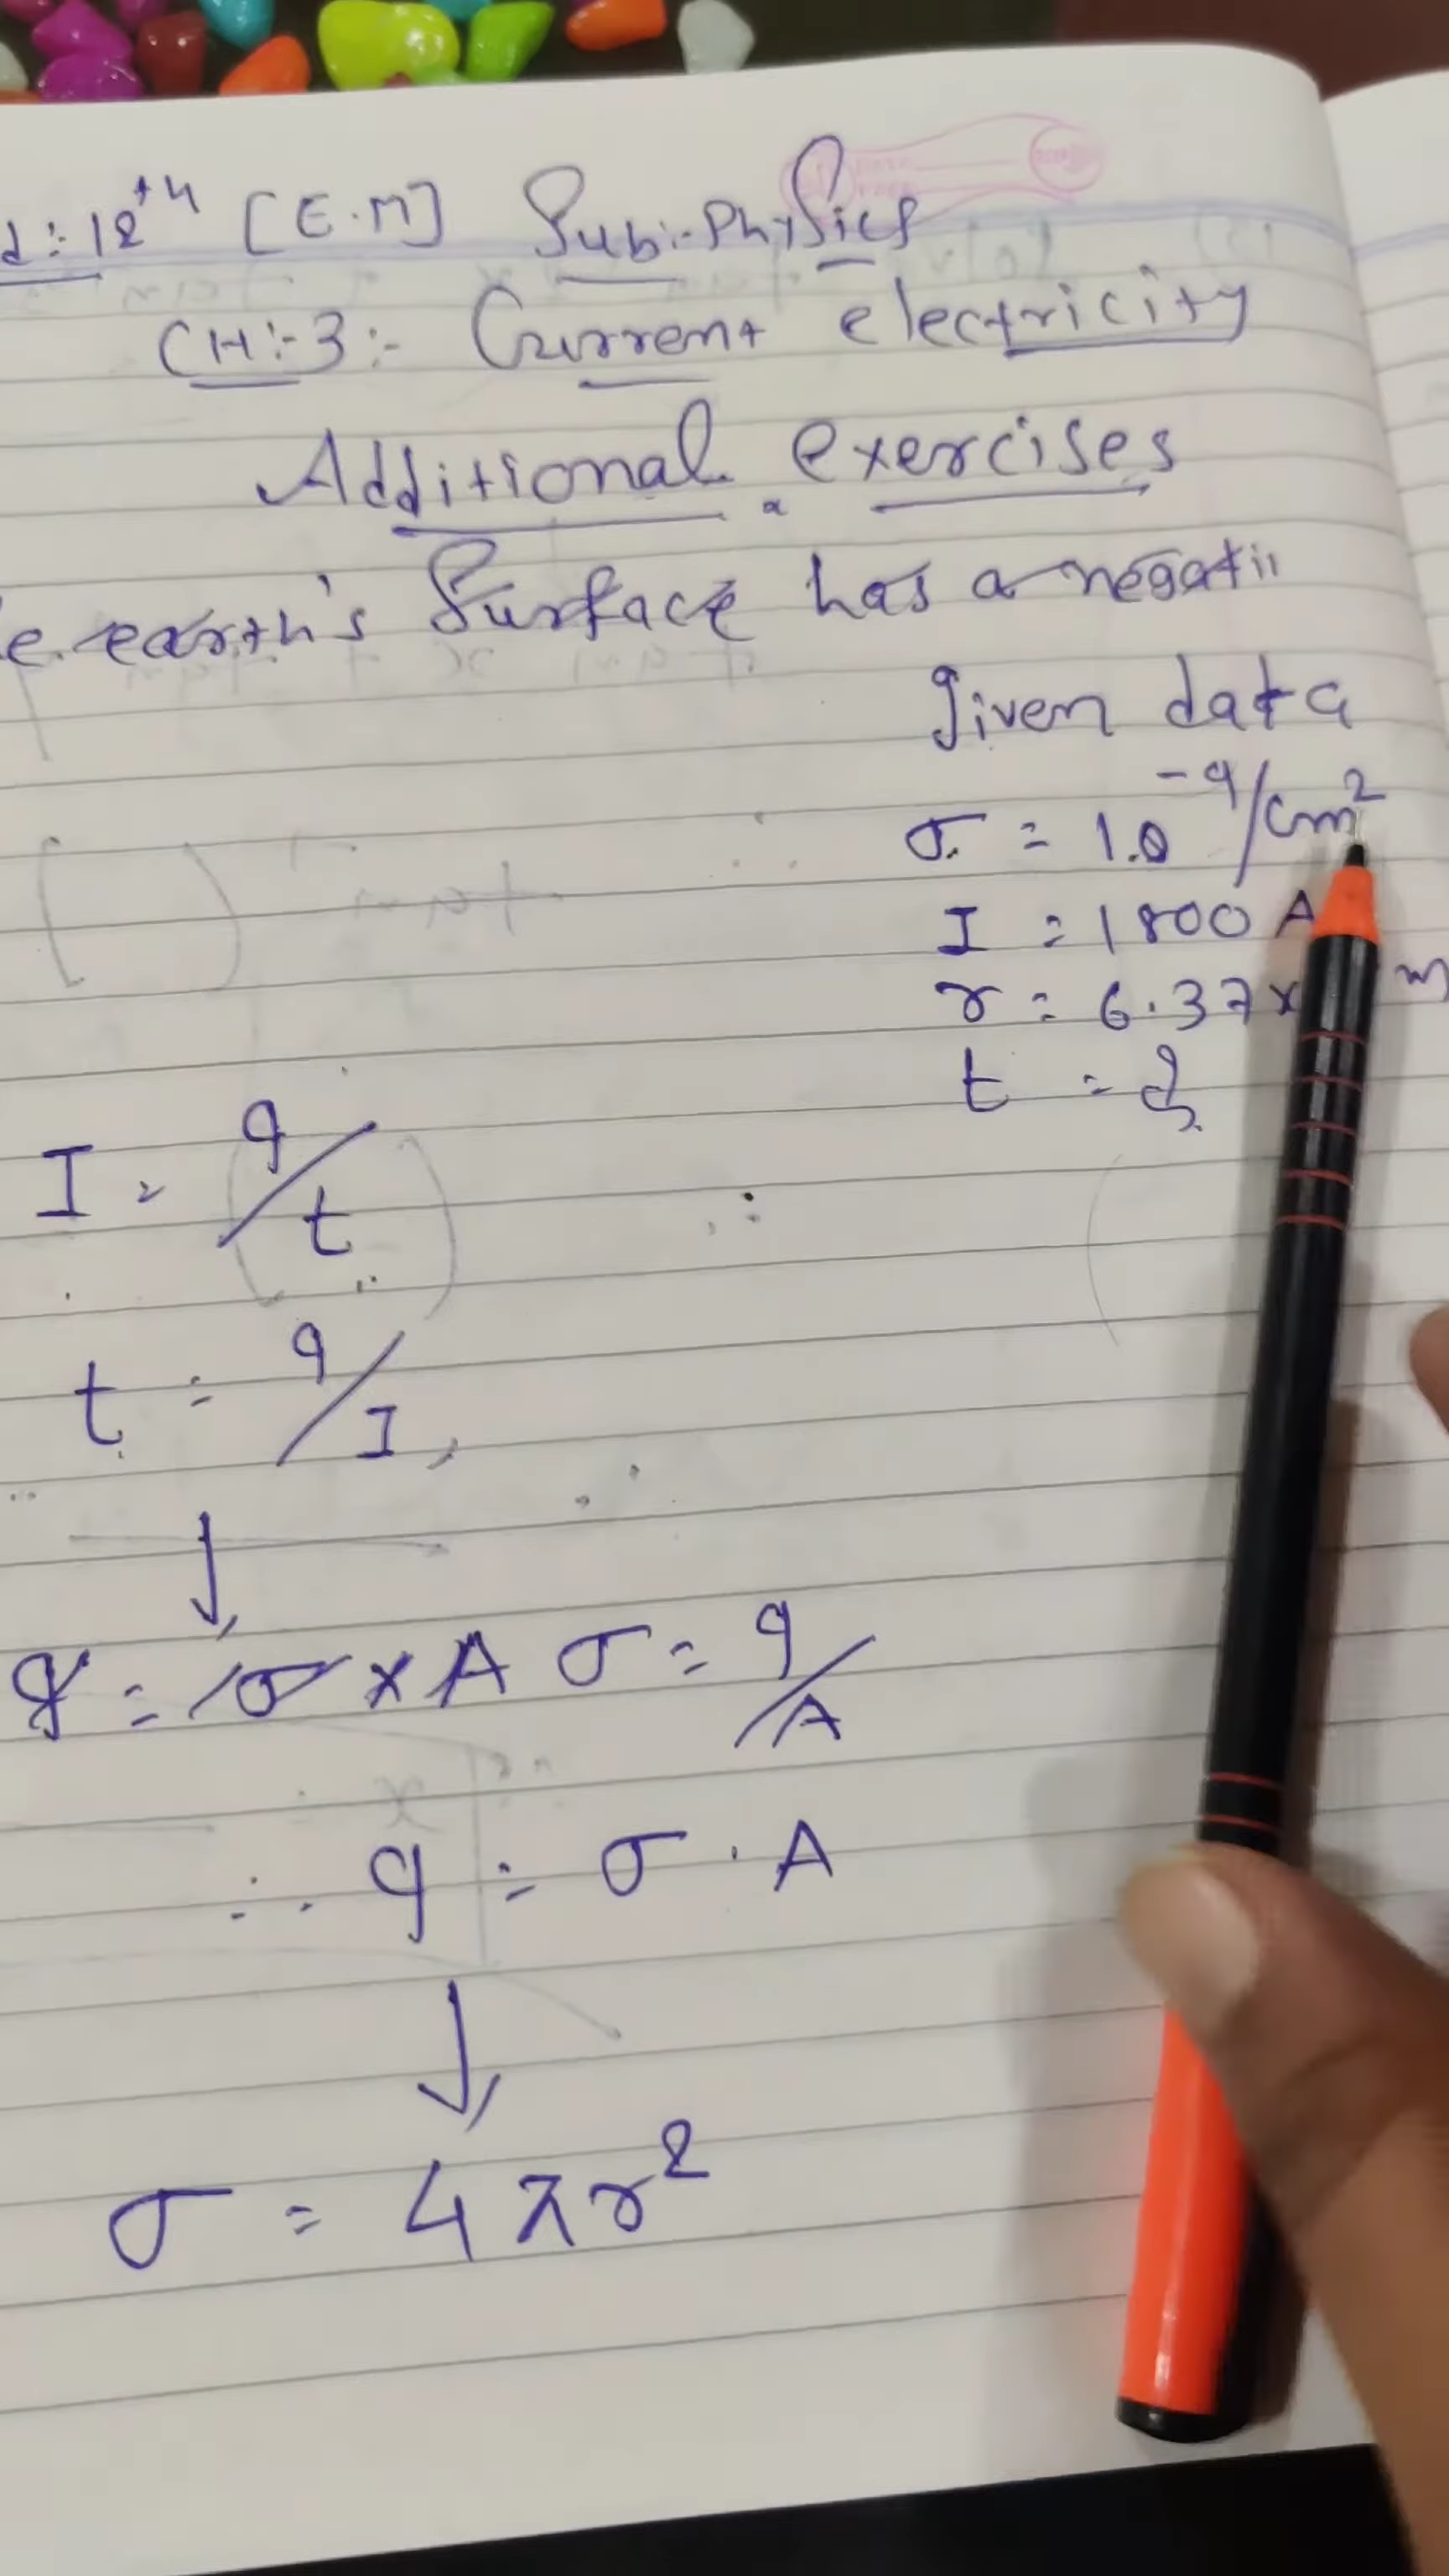 d:- 12th [E.M] Sub:- Physics
CH:-3:- Current electricity
Additional exercises
e earth's Surface has a negati
given data
σ = 1.0 -9/cm²
I = 1800 A
r = 6.37x m
t = ?
I = q/t
t = q/I,
↓
q = σ x A σ = q/A
∴ q = σ · A
↓
σ = 4πr²